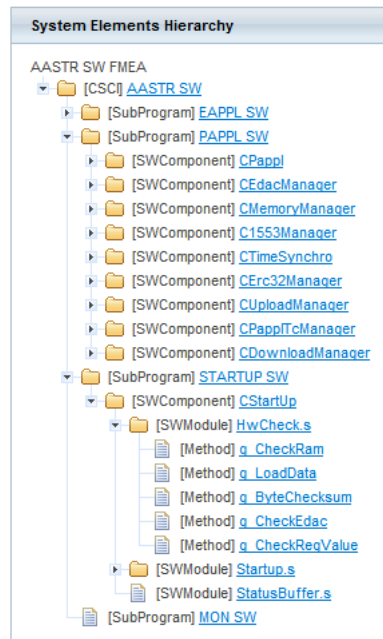 System Elements Hierarchy
AASTR SW FMEA
[CSCI] AASTR SW
[SubProgram] EAPPL SW
[SubProgram] PAPPL SW
[SWComponent] CPappl
[SWComponent] CEdacManager
[SWComponent] CMemoryManager
[SWComponent] C1553Manager
[SWComponent] CTimeSynchro
[SWComponent] CErc32Manager
[SWComponent] CUploadManager
[SWComponent] CPapplTcManager
[SWComponent] CDownloadManager
[SubProgram] STARTUP SW
[SWComponent] CStartUp
[SWModule] HwCheck.s
[Method] g_CheckRam
[Method] g_LoadData
[Method] g_ByteChecksum
[Method] g_CheckEdac
[Method] g_CheckRegValue
[SWModule] Startup.s
[SWModule] StatusBuffer.s
[SubProgram] MON SW